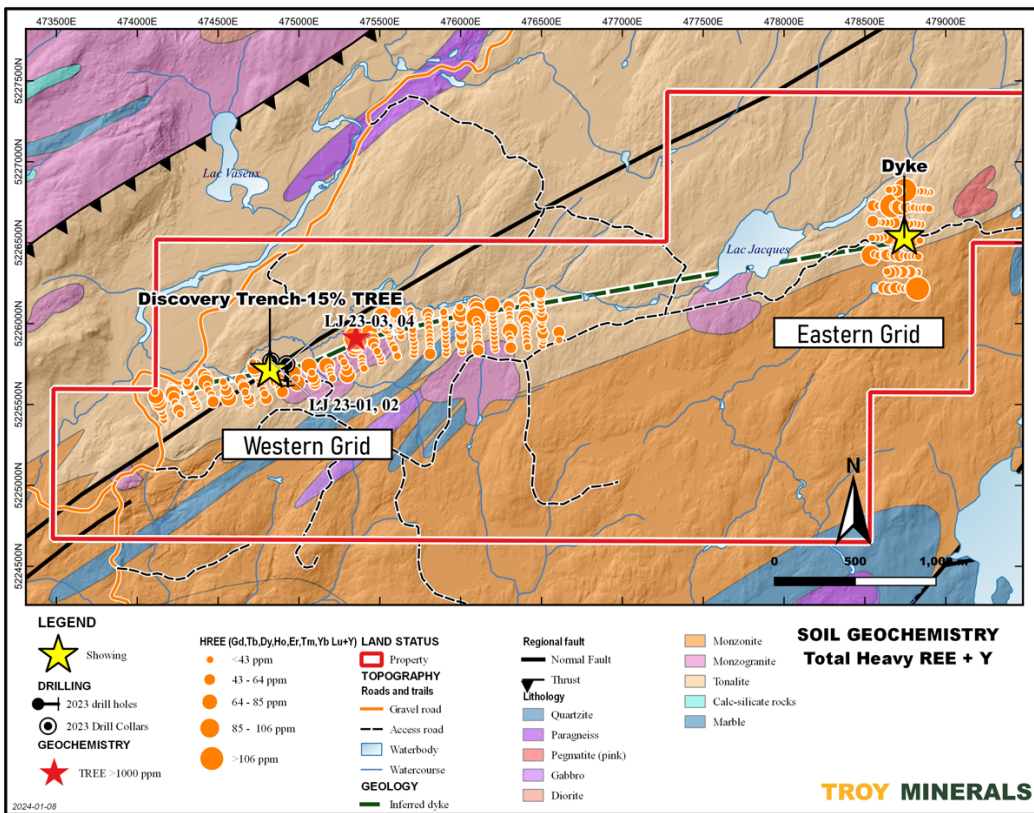 473500E 474000E 474500E 475000E 475500E 476000E 476500E 477000E 477500E 478000E 478500E 479000E
5227500N
5227000N
5226500N
5226000N
5225500N
5225000N
5224500N
Lac Vaseux
Dyke
Lac Jacques
Discovery Trench-15% TREE
LJ 23-03, 04
Eastern Grid
LJ 23-01, 02
Western Grid
N
0 500 1,000 m
LEGEND
Showing
DRILLING
2023 drill holes
2023 Drill Collars
GEOCHEMISTRY
TREE >1000 ppm
HREE (Gd,Tb,Dy,Ho,Er,Tm,Yb Lu+Y)
<43 ppm
43 - 64 ppm
64 - 85 ppm
85 - 106 ppm
>106 ppm
LAND STATUS
Property
TOPOGRAPHY
Roads and trails
Gravel road
Access road
Waterbody
Watercourse
GEOLOGY
Inferred dyke
Regional fault
Normal Fault
Thrust
Lithology
Quartzite
Paragneiss
Pegmatite (pink)
Gabbro
Diorite
Monzonite
Monzogranite
Tonalite
Calc-silicate rocks
Marble
SOIL GEOCHEMISTRY
Total Heavy REE + Y
TROY MINERALS
2024-01-08